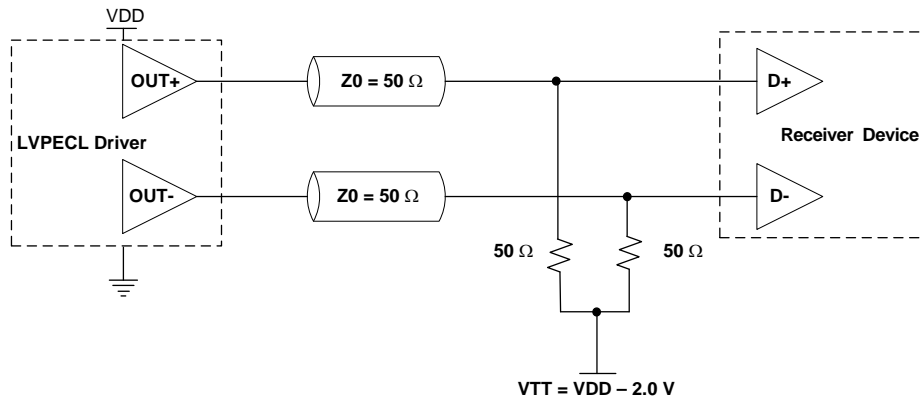 VDD
OUT+
Z0 = 50 Ω
D+
LVPECL Driver
Receiver Device
OUT-
Z0 = 50 Ω
D-
50 Ω
50 Ω
VTT = VDD – 2.0 V